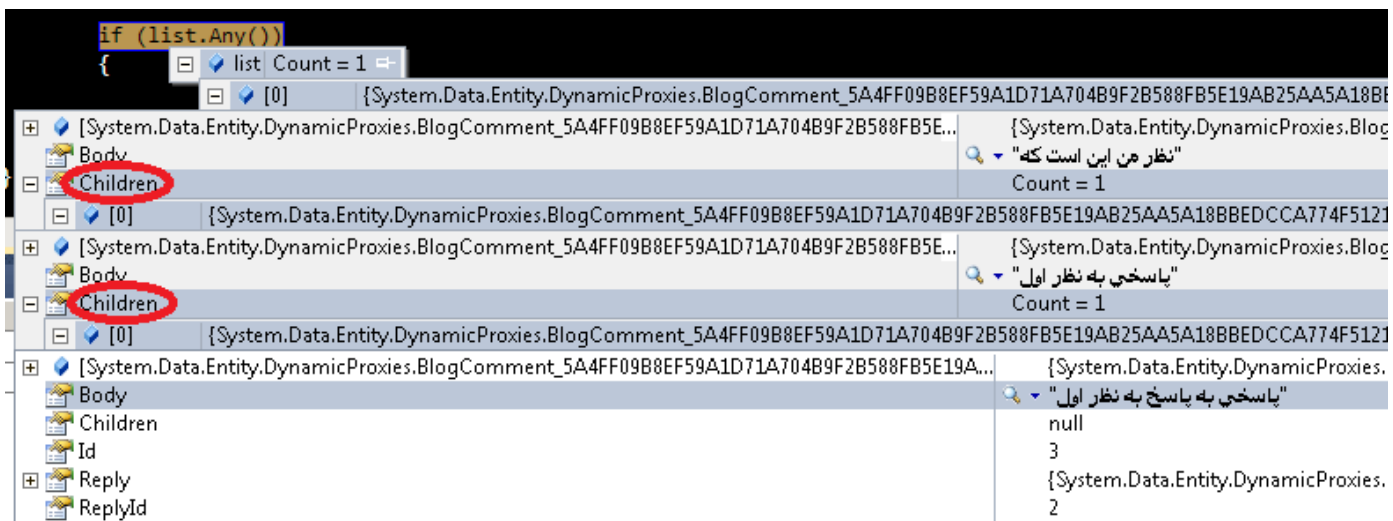 if (list.Any())
{ list Count = 1
[0] {System.Data.Entity.DynamicProxies.BlogComment_5A4FF09B8EF59A1D71A704B9F2B588FB5E19AB25AA5A18BB
[System.Data.Entity.DynamicProxies.BlogComment_5A4FF09B8EF59A1D71A704B9F2B588FB5E... {System.Data.Entity.DynamicProxies.Blog
Body "نظر من این است که"
Children Count = 1
[0] {System.Data.Entity.DynamicProxies.BlogComment_5A4FF09B8EF59A1D71A704B9F2B588FB5E19AB25AA5A18BBEDCCA774F5121
[System.Data.Entity.DynamicProxies.BlogComment_5A4FF09B8EF59A1D71A704B9F2B588FB5E... {System.Data.Entity.DynamicProxies.Blog
Body "پاسخی به نظر اول"
Children Count = 1
[0] {System.Data.Entity.DynamicProxies.BlogComment_5A4FF09B8EF59A1D71A704B9F2B588FB5E19AB25AA5A18BBEDCCA774F5121
[System.Data.Entity.DynamicProxies.BlogComment_5A4FF09B8EF59A1D71A704B9F2B588FB5E19A... {System.Data.Entity.DynamicProxies.
Body "پاسخی به پاسخ به نظر اول"
Children null
Id 3
Reply {System.Data.Entity.DynamicProxies.
ReplyId 2